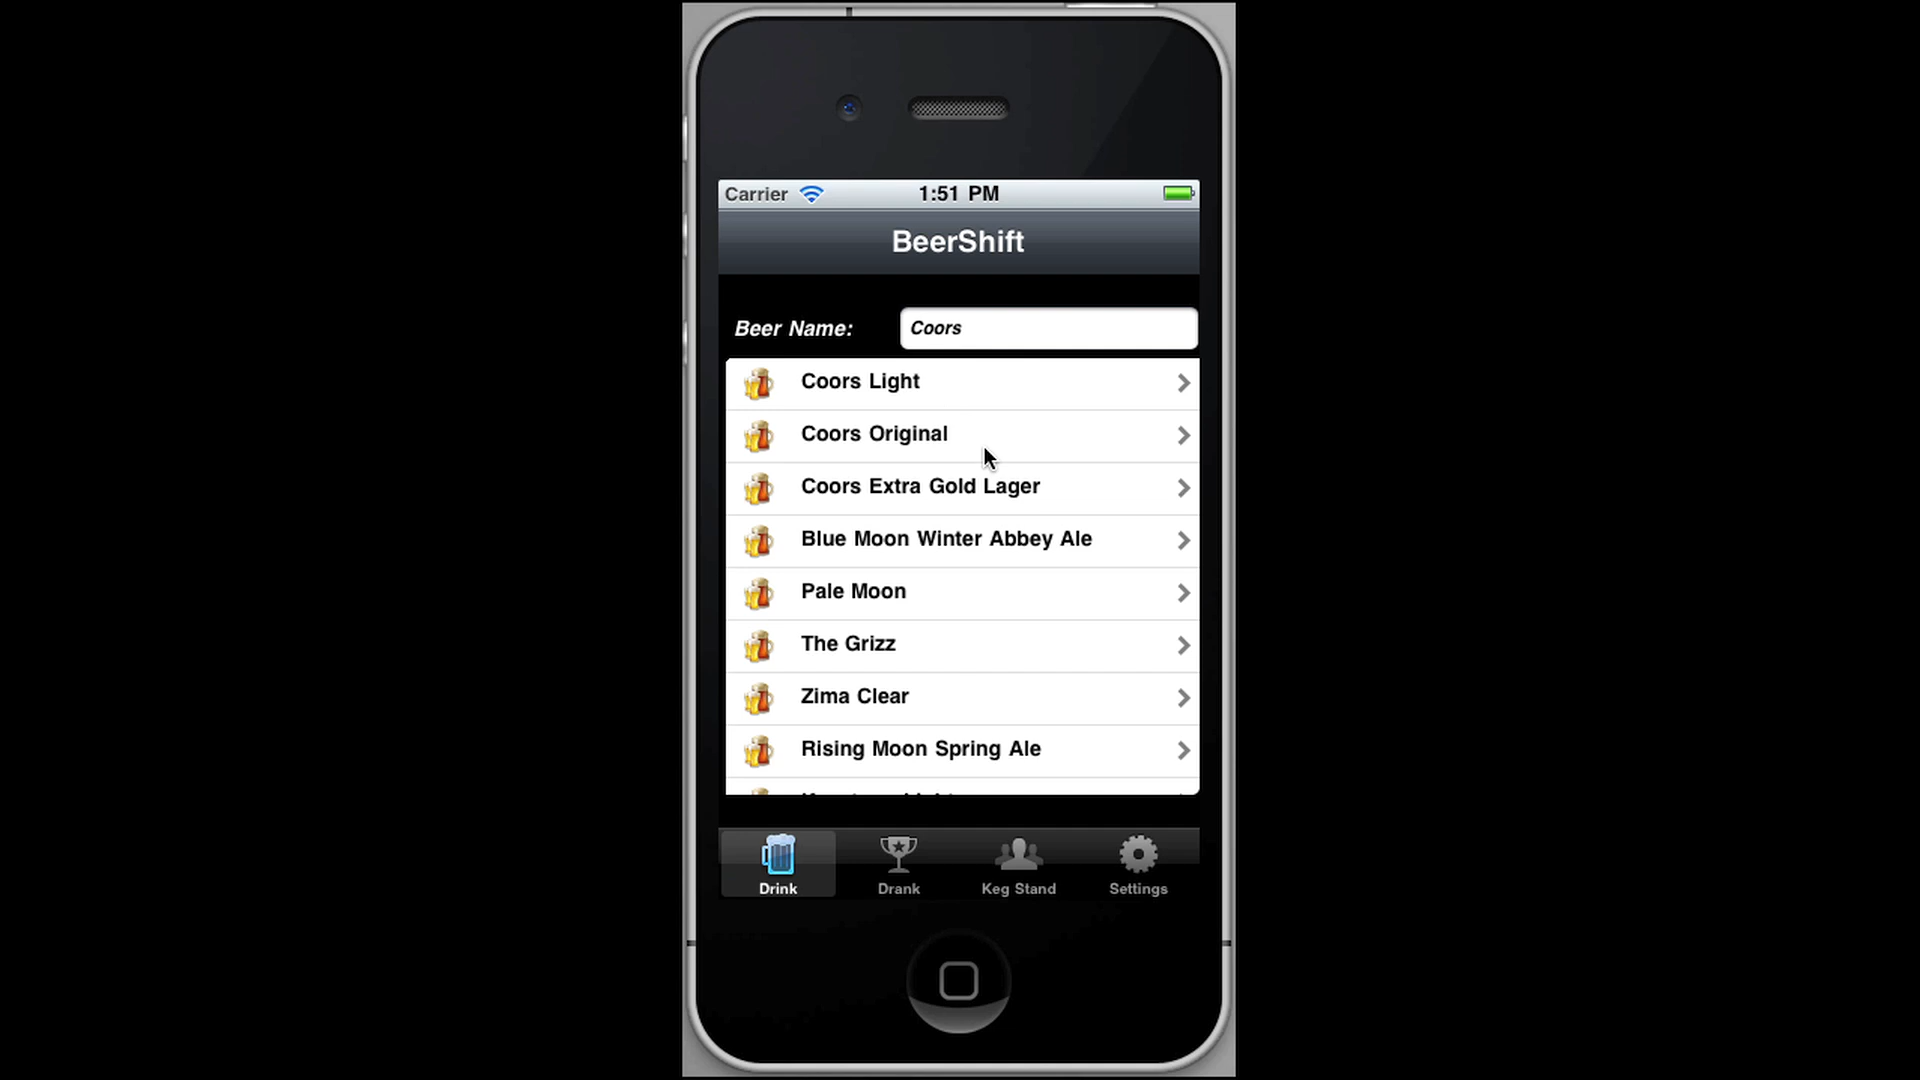 Carrier 1:51 PM
BeerShift
Beer Name: Coors
Coors Light
Coors Original
Coors Extra Gold Lager
Blue Moon Winter Abbey Ale
Pale Moon
The Grizz
Zima Clear
Rising Moon Spring Ale
Drink Drank Keg Stand Settings